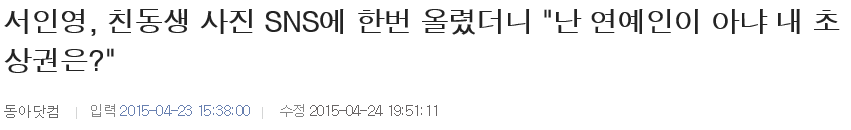 서인영, 친동생 사진 SNS에 한번 올렸더니 "난 연예인이 아냐 내 초
상권은?"
동아닷컴 | 입력 2015-04-23 15:38:00 | 수정 2015-04-24 19:51:11